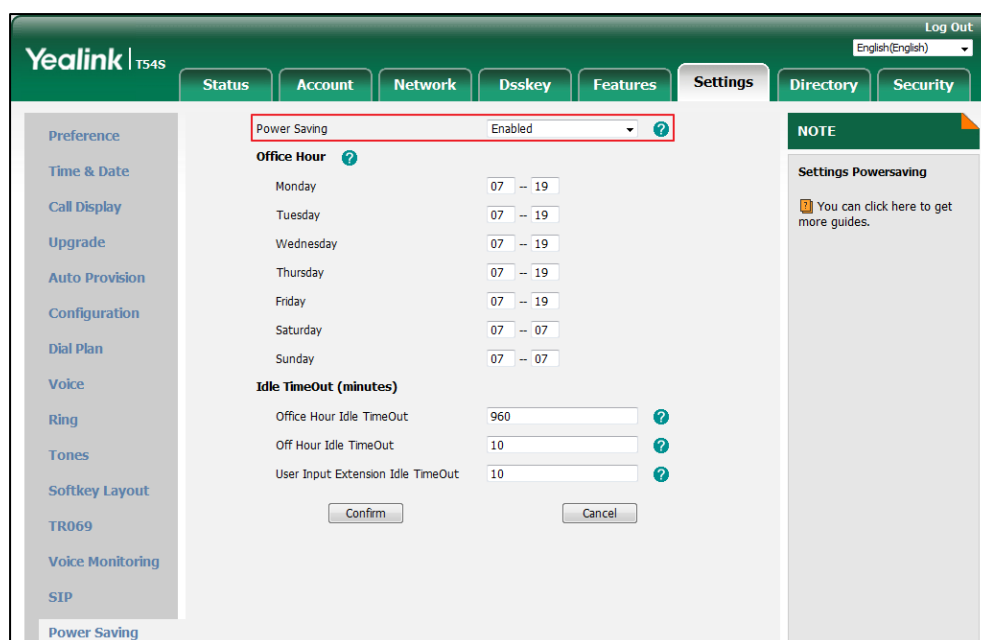 Log Out
Yealink | T54S
English(English)
Status Account Network Dsskey Features Settings Directory Security
Preference
Time & Date
Call Display
Upgrade
Auto Provision
Configuration
Dial Plan
Voice
Ring
Tones
Softkey Layout
TR069
Voice Monitoring
SIP
Power Saving
Power Saving Enabled ?
Office Hour ?
Monday 07 -- 19
Tuesday 07 -- 19
Wednesday 07 -- 19
Thursday 07 -- 19
Friday 07 -- 19
Saturday 07 -- 07
Sunday 07 -- 07
Idle TimeOut (minutes)
Office Hour Idle TimeOut 960 ?
Off Hour Idle TimeOut 10 ?
User Input Extension Idle TimeOut 10 ?
Confirm Cancel
NOTE
Settings Powersaving
? You can click here to get
more guides.